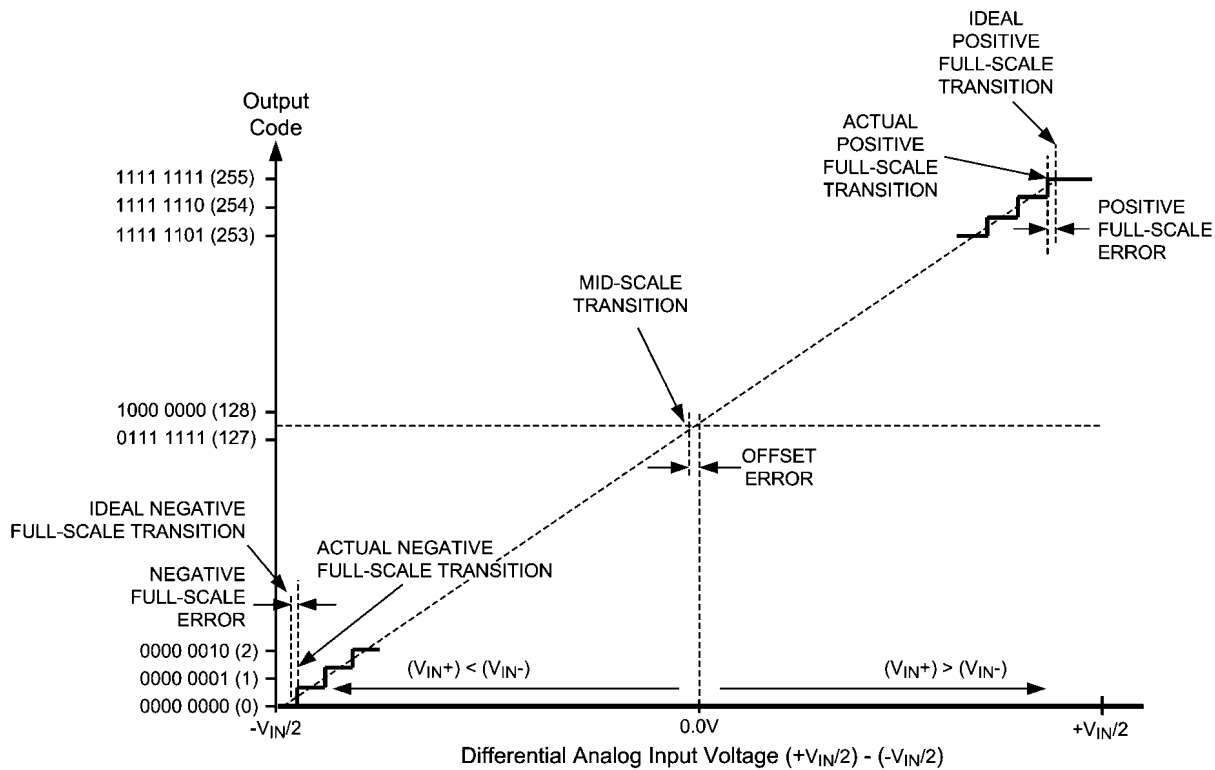 IDEAL
POSITIVE
FULL-SCALE
TRANSITION
Output
Code
ACTUAL
POSITIVE
FULL-SCALE
TRANSITION
1111 1111 (255)
1111 1110 (254)
1111 1101 (253)
POSITIVE
FULL-SCALE
ERROR
MID-SCALE
TRANSITION
1000 0000 (128)
0111 1111 (127)
OFFSET
ERROR
IDEAL NEGATIVE
FULL-SCALE TRANSITION
ACTUAL NEGATIVE
FULL-SCALE TRANSITION
NEGATIVE
FULL-SCALE
ERROR
0000 0010 (2)
0000 0001 (1)
0000 0000 (0)
(VIN+) < (VIN-)
(VIN+) > (VIN-)
-VIN/2
0.0V
+VIN/2
Differential Analog Input Voltage (+VIN/2) - (-VIN/2)